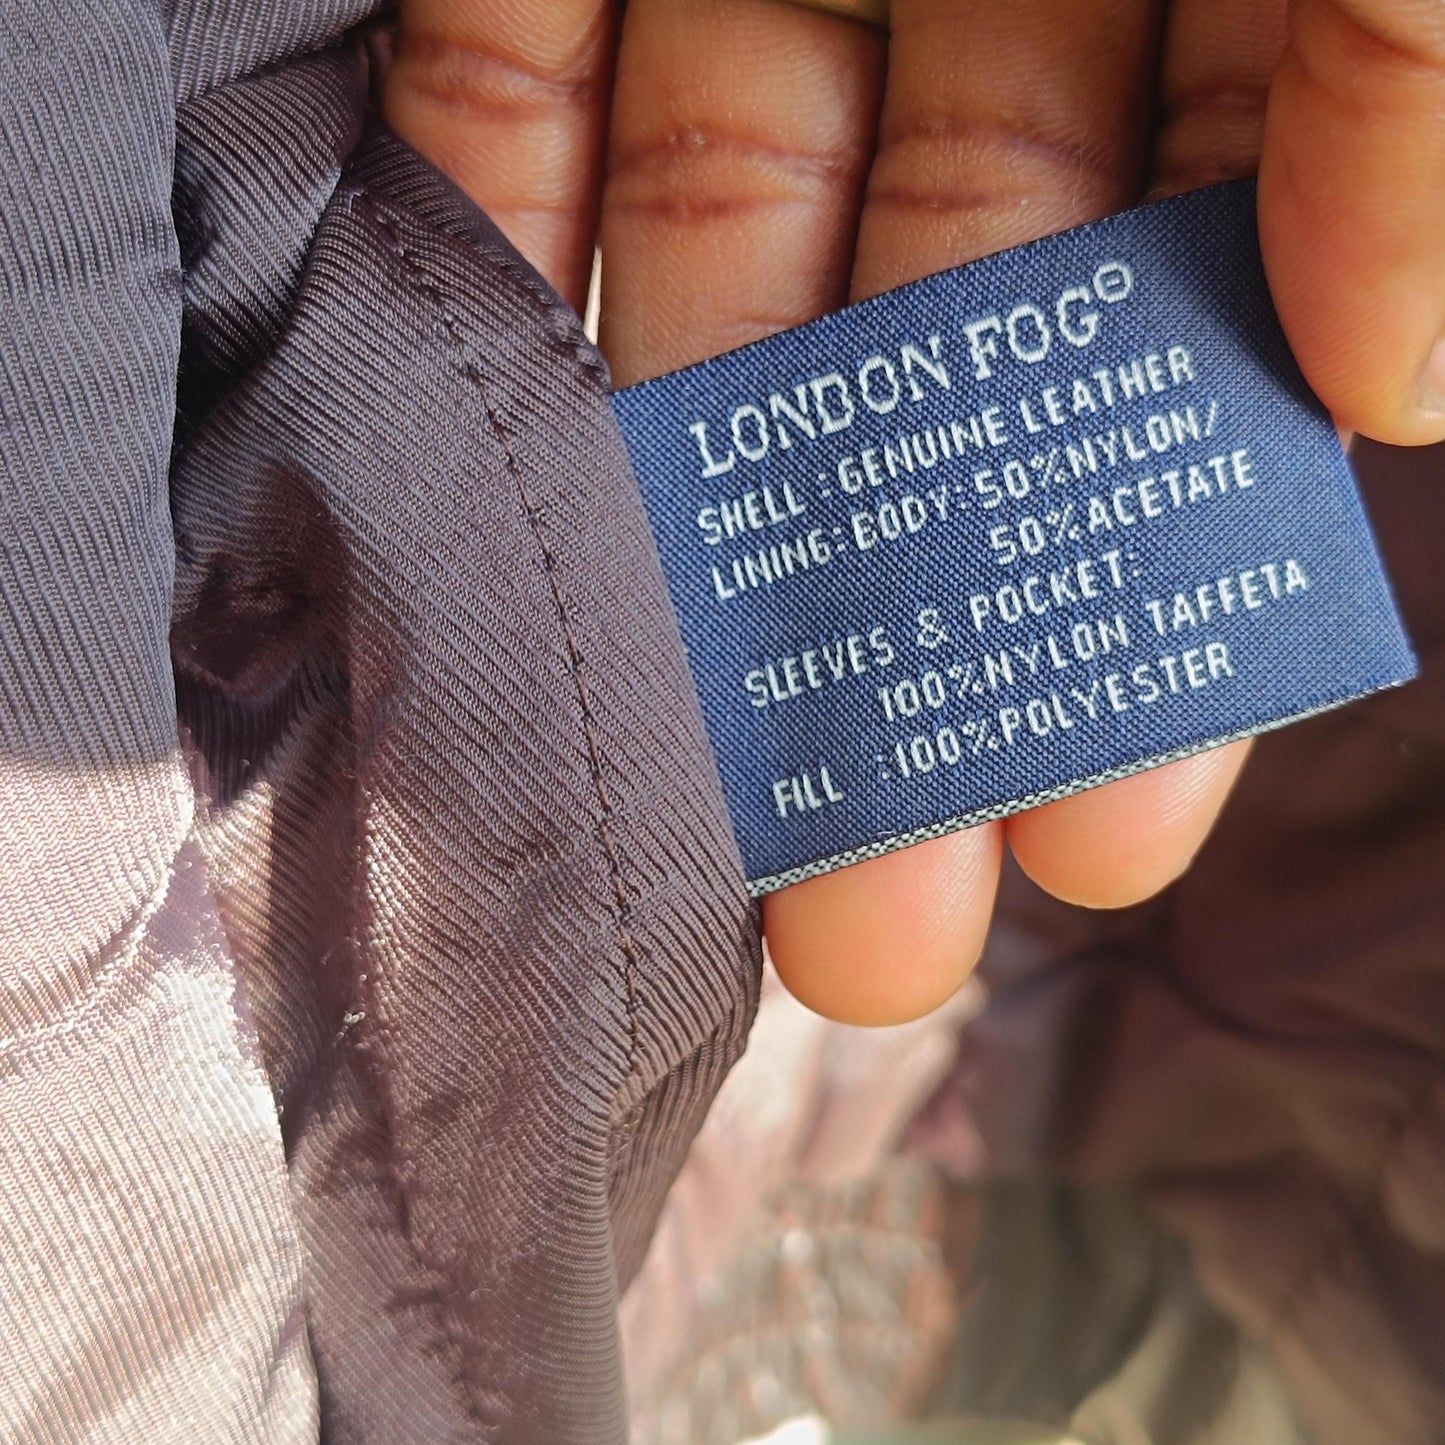 LONDON FOG®
SHELL : GENUINE LEATHER
LINING: BODY: 50% NYLON/
50% ACETATE
SLEEVES & POCKET:
100% NYLON TAFFETA
FILL : 100% POLYESTER